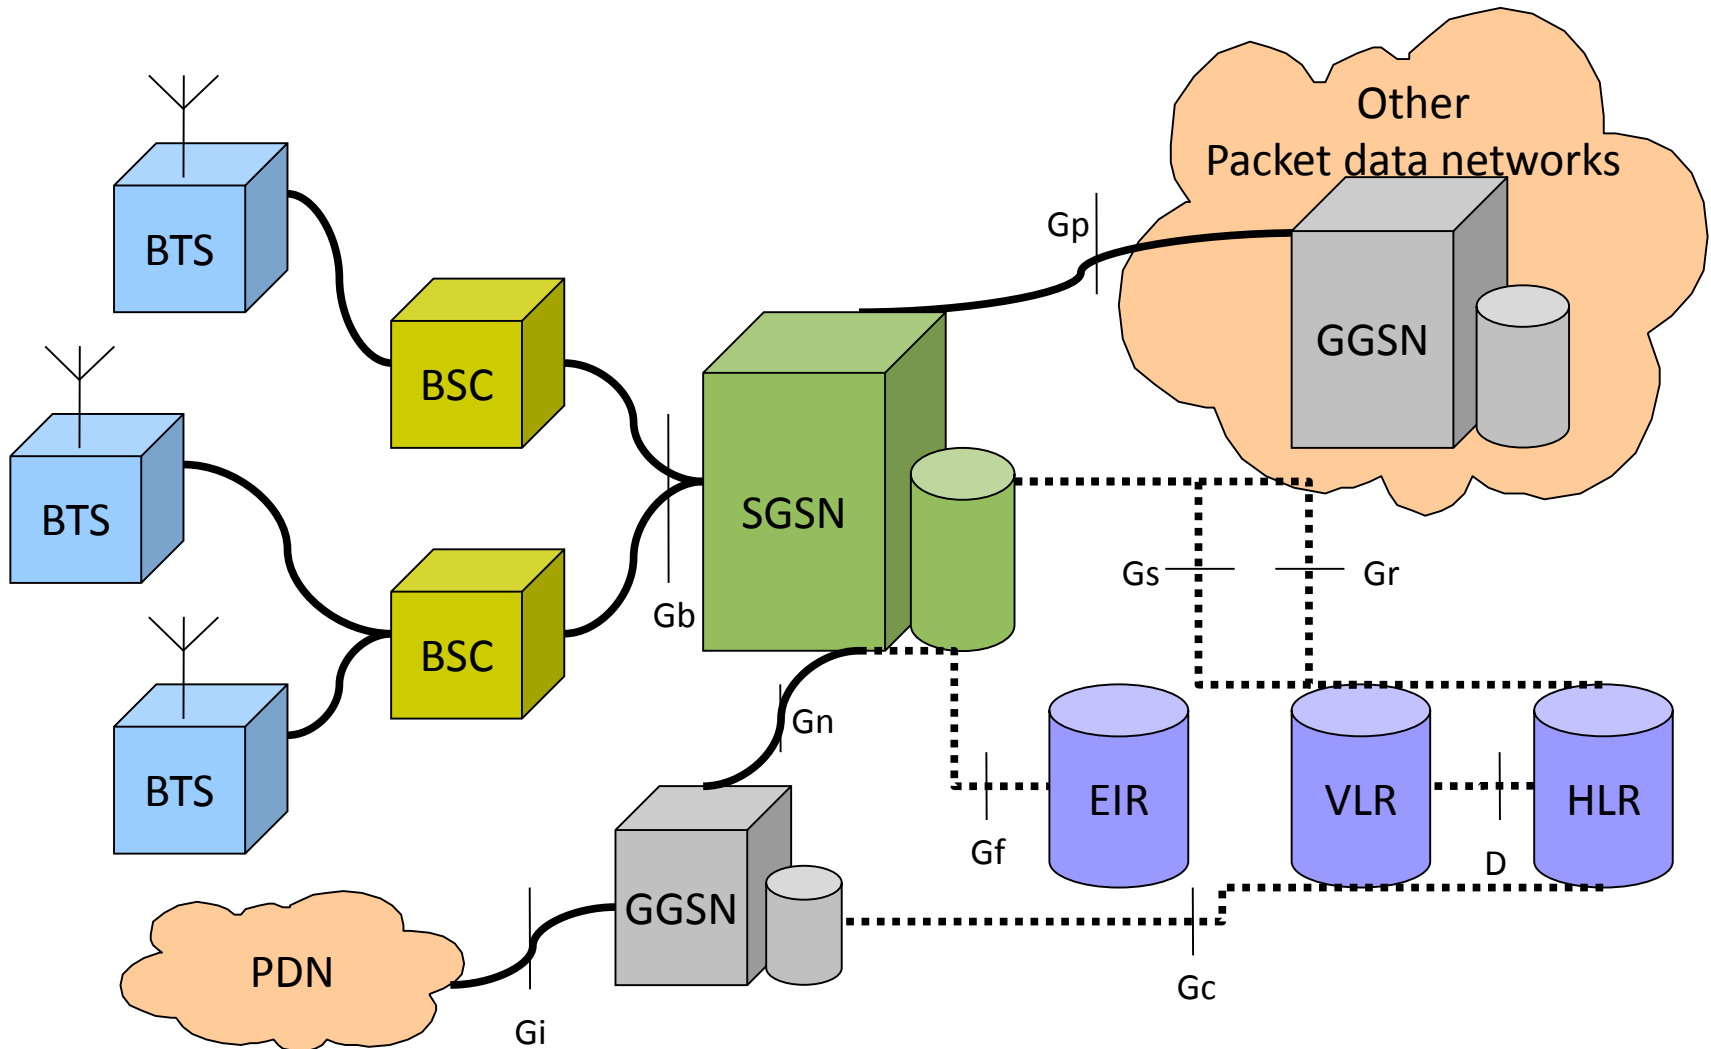 Other
Packet data networks
BTS
Gp
GGSN
BSC
SGSN
BTS
Gs
Gr
Gb
BSC
Gn
BTS
EIR
VLR
HLR
Gf
D
GGSN
PDN
Gc
Gi